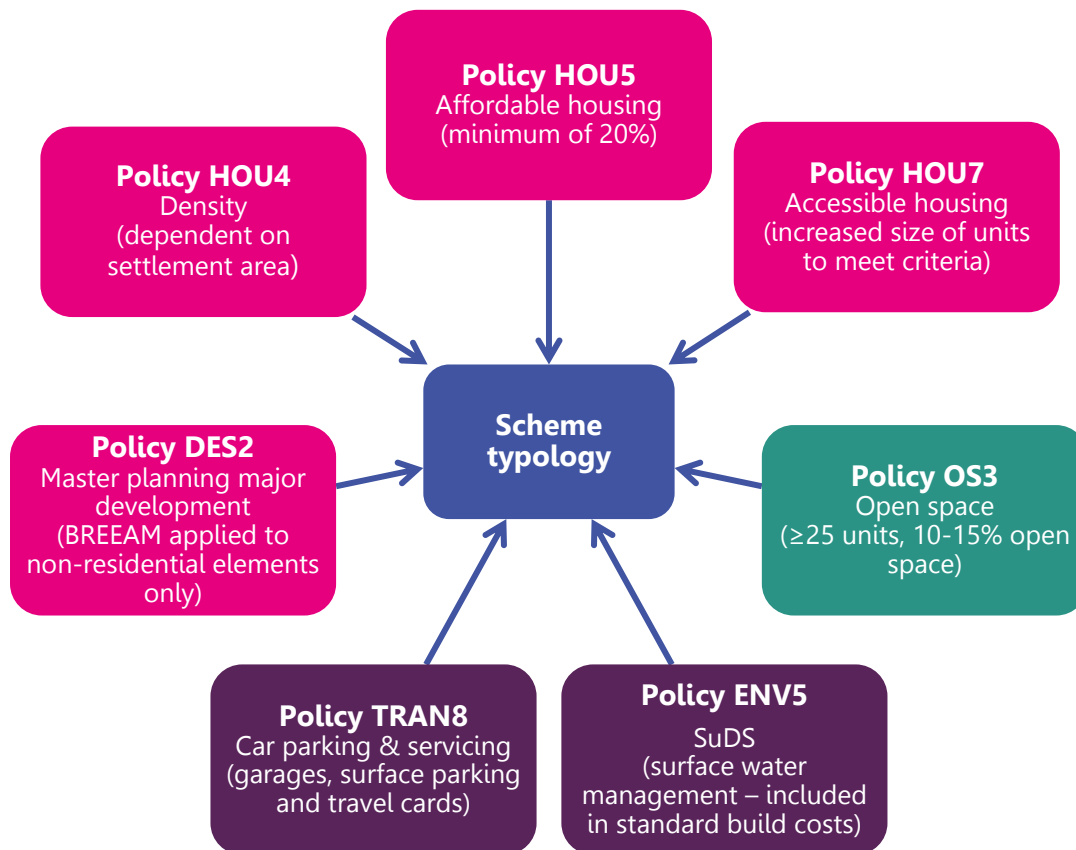 Policy HOU5
Affordable housing
(minimum of 20%)
Policy HOU4
Density
(dependent on
settlement area)
Policy HOU7
Accessible housing
(increased size of units
to meet criteria)
Scheme
typology
Policy DES2
Master planning major
development
(BREEAM applied to
non-residential elements
only)
Policy OS3
Open space
(≥25 units, 10-15% open
space)
Policy TRAN8
Car parking & servicing
(garages, surface parking
and travel cards)
Policy ENV5
SuDS
(surface water
management – included
in standard build costs)